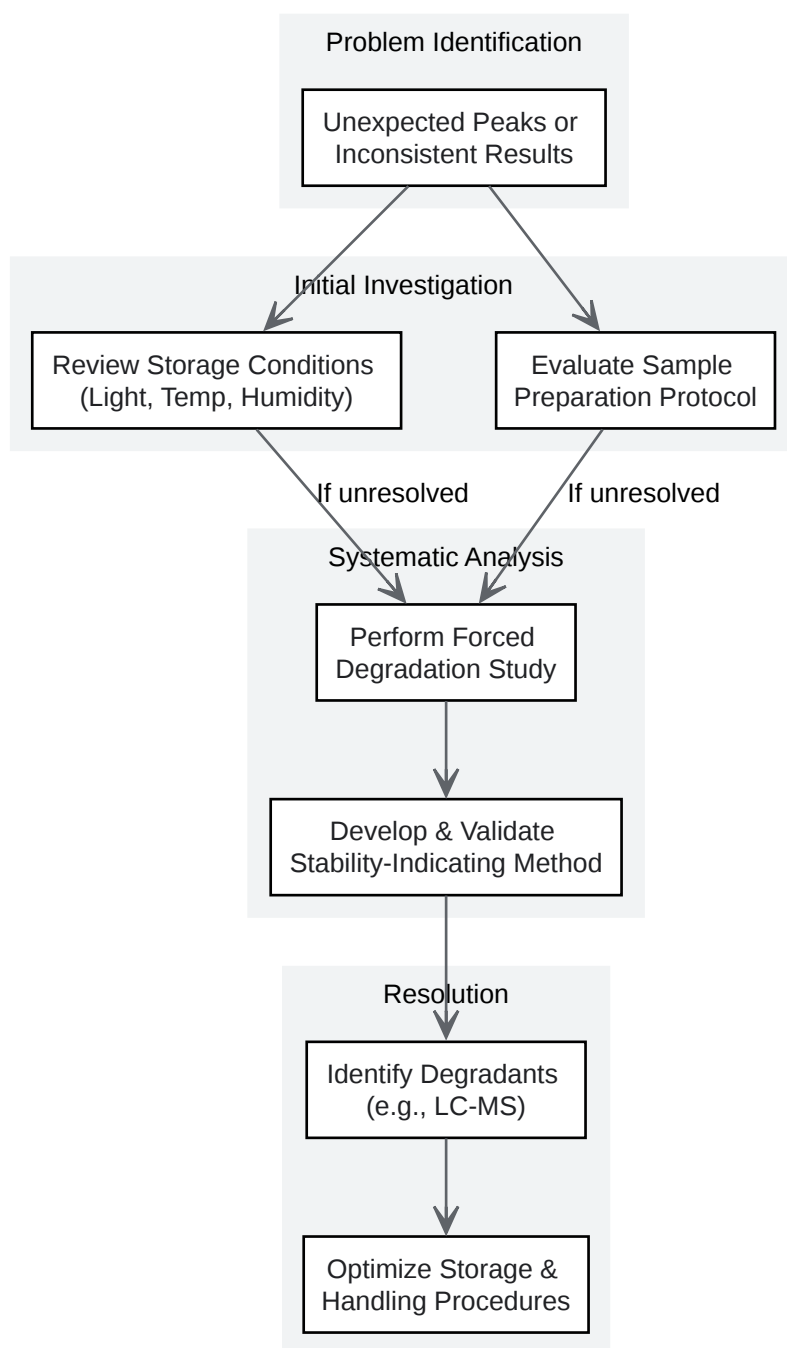 Problem Identification
Unexpected Peaks or
Inconsistent Results
Initial Investigation
Review Storage Conditions
(Light, Temp, Humidity)
Evaluate Sample
Preparation Protocol
If unresolved
If unresolved
Systematic Analysis
Perform Forced
Degradation Study
Develop & Validate
Stability-Indicating Method
Resolution
Identify Degradants
(e.g., LC-MS)
Optimize Storage &
Handling Procedures